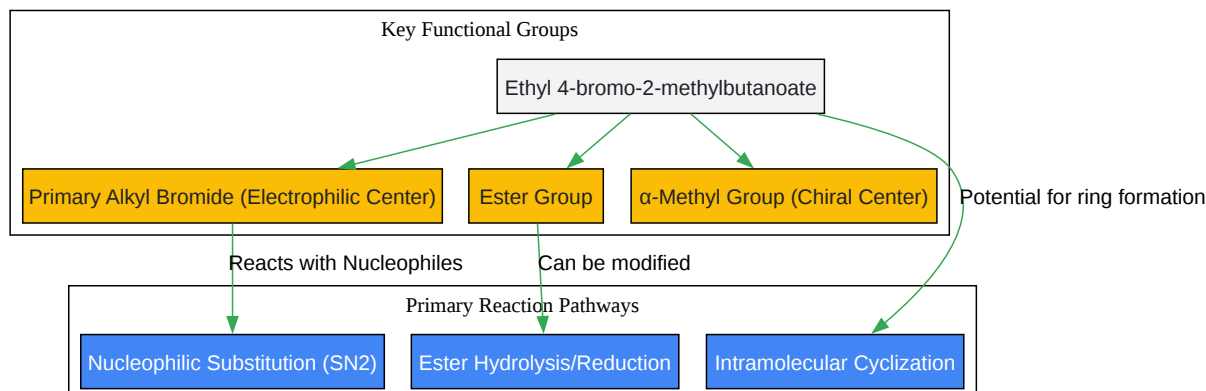 Key Functional Groups
Ethyl 4-bromo-2-methylbutanoate
Primary Alkyl Bromide (Electrophilic Center)
Ester Group
α-Methyl Group (Chiral Center)
Potential for ring formation
Reacts with Nucleophiles
Can be modified
Primary Reaction Pathways
Nucleophilic Substitution (SN2)
Ester Hydrolysis/Reduction
Intramolecular Cyclization